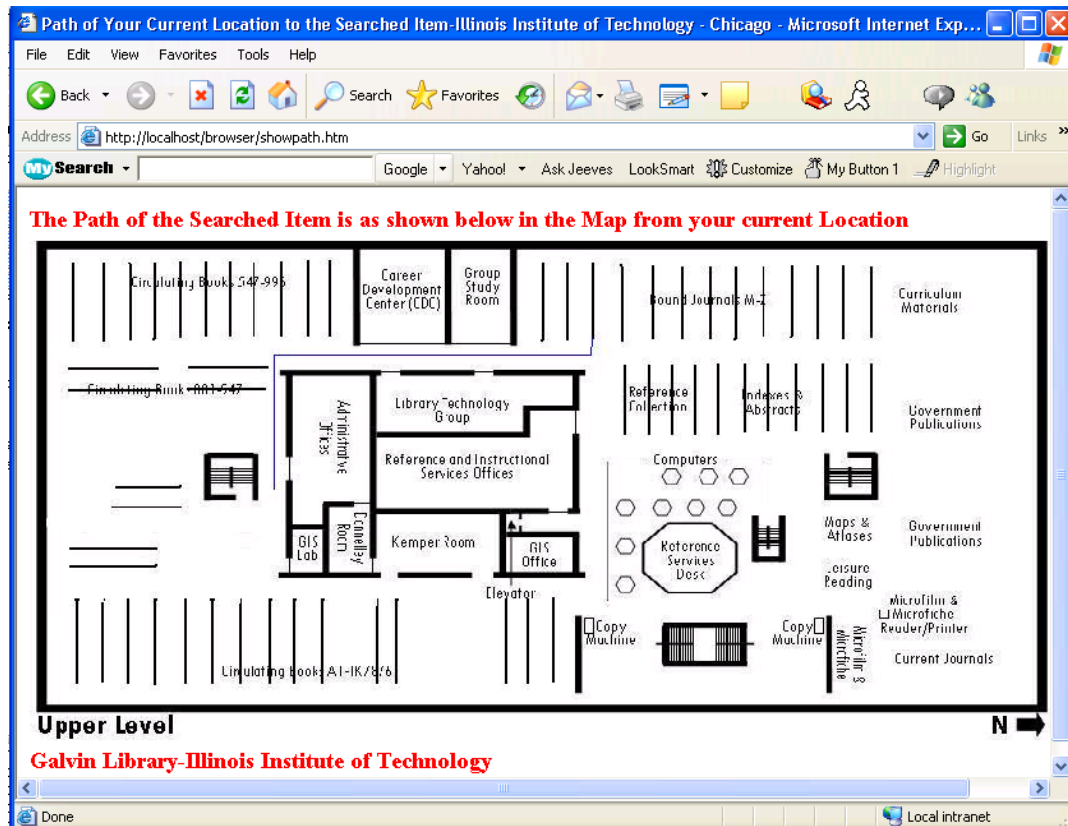 Path of Your Current Location to the Searched Item-Illinois Institute of Technology - Chicago - Microsoft Internet Exp...
File Edit View Favorites Tools Help
Back Search Favorites
Address http://localhost/browser/showpath.htm Go Links »
My Search Google Yahoo! Ask Jeeves LookSmart Customize My Button 1 Highlight
The Path of the Searched Item is as shown below in the Map from your current Location
Circulating Books 547-995
Career
Development
Center (CDC)
Group
Study
Room
Bound Journals M-Z
Curriculum
Materials
Circulating Book 001-547
Administrative
Offices
Library Technology
Group
Reference
Collection
Indexes &
Abstracts
Government
Publications
Reference and Instructional
Services Offices
Computers
GIS
Lab
Donnelley
Room
Kemper Room
GIS
Office
Elevator
Reference
Services
Desk
Maps &
Atlases
Government
Publications
Leisure
Reading
Microfilm &
Microfiche
Reader/Printer
Copy
Machine
Copy
Machine
Microfilm &
Microfiche
Current Journals
Circulating Books
Upper Level
N
Galvin Library-Illinois Institute of Technology
Done Local intranet